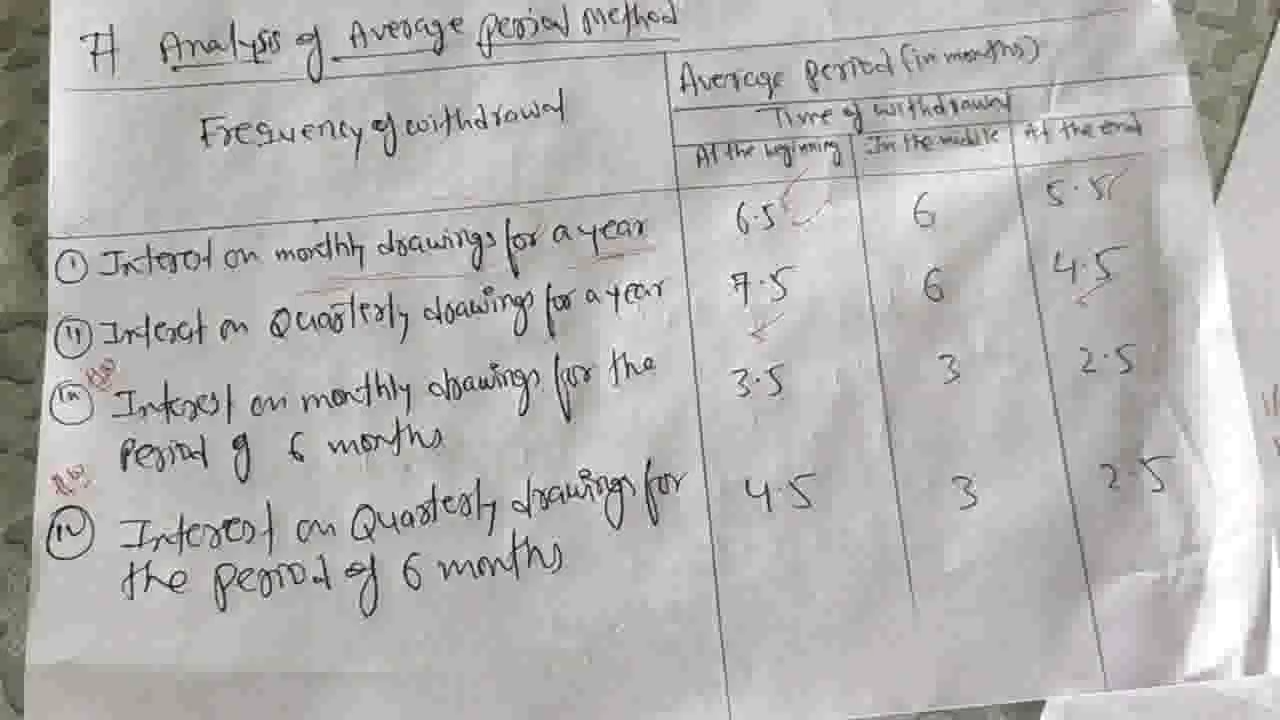 7) Analysis of Average period Method
Frequency of withdrawal
Average period (in months)
Time of withdrawal
At the beginning In the middle At the end
(i) Interest on monthly drawings for a year 6.5 6 5.5
(ii) Interest on Quarterly drawings for a year 7.5 6 4.5
(iii) Interest on monthly drawings for the 3.5 3 2.5
period of 6 months
(iv) Interest on Quarterly drawings for 4.5 3 2.5
the period of 6 months